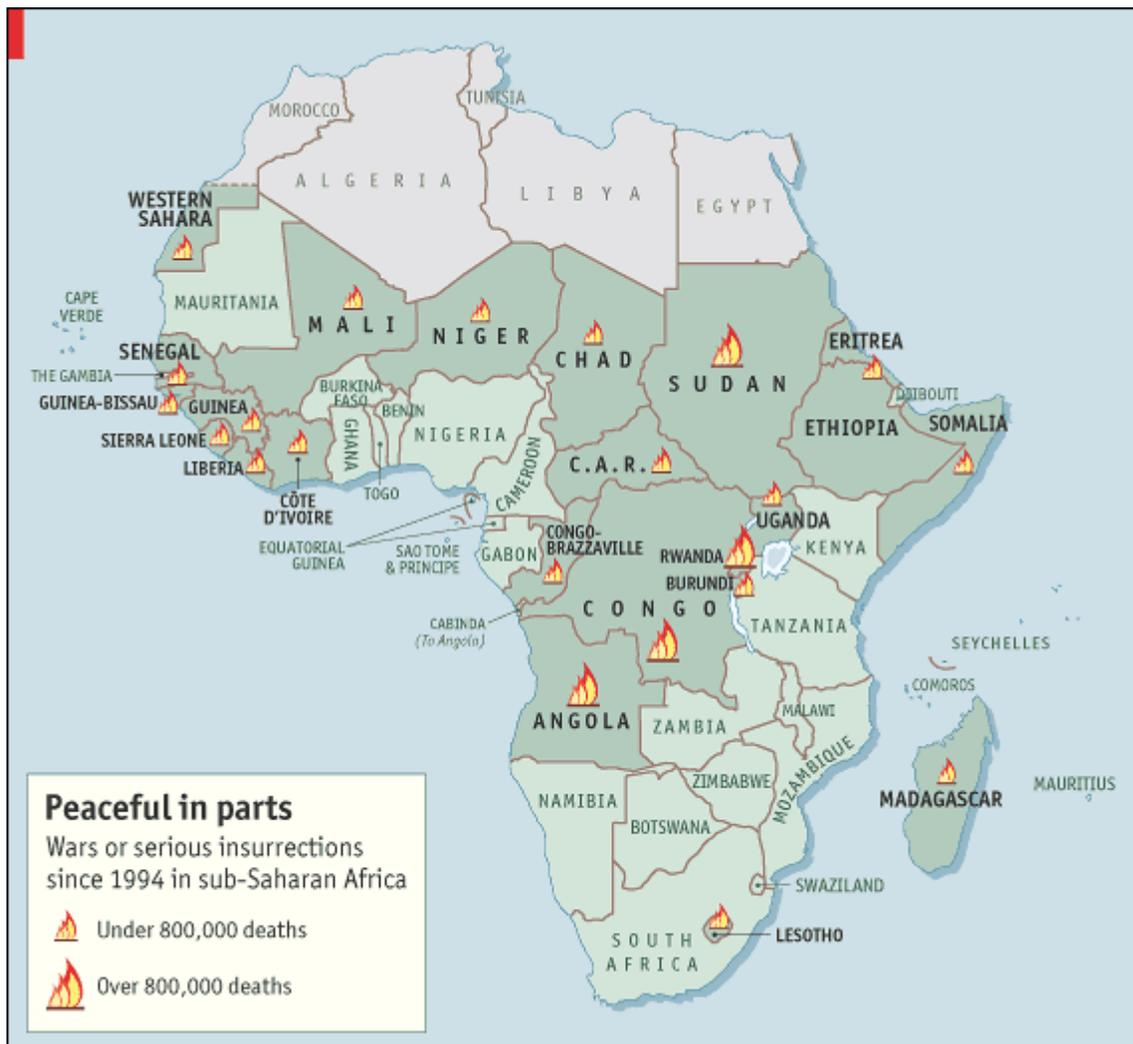 MOROCCO
TUNISIA
ALGERIA
LIBYA
EGYPT
WESTERN
SAHARA
MAURITANIA
CAPE
VERDE
MALI
NIGER
CHAD
SUDAN
ERITREA
SENEGAL
THE GAMBIA
GUINEA-BISSAU
GUINEA
BURKINA
FASO
BENIN
NIGERIA
DJIBOUTI
ETHIOPIA
SOMALIA
SIERRA LEONE
LIBERIA
GHANA
CÔTE
D'IVOIRE
TOGO
CAMEROON
C.A.R.
EQUATORIAL
GUINEA
SAO TOME
& PRINCIPE
GABON
CONGO-
BRAZZAVILLE
UGANDA
KENYA
RWANDA
BURUNDI
CONGO
CABINDA
(To Angola)
TANZANIA
SEYCHELLES
COMOROS
ANGOLA
ZAMBIA
MALAWI
MOZAMBIQUE
ZIMBABWE
NAMIBIA
BOTSWANA
MADAGASCAR
MAURITIUS
SWAZILAND
LESOTHO
SOUTH
AFRICA
Peaceful in parts
Wars or serious insurrections
since 1994 in sub-Saharan Africa
Under 800,000 deaths
Over 800,000 deaths